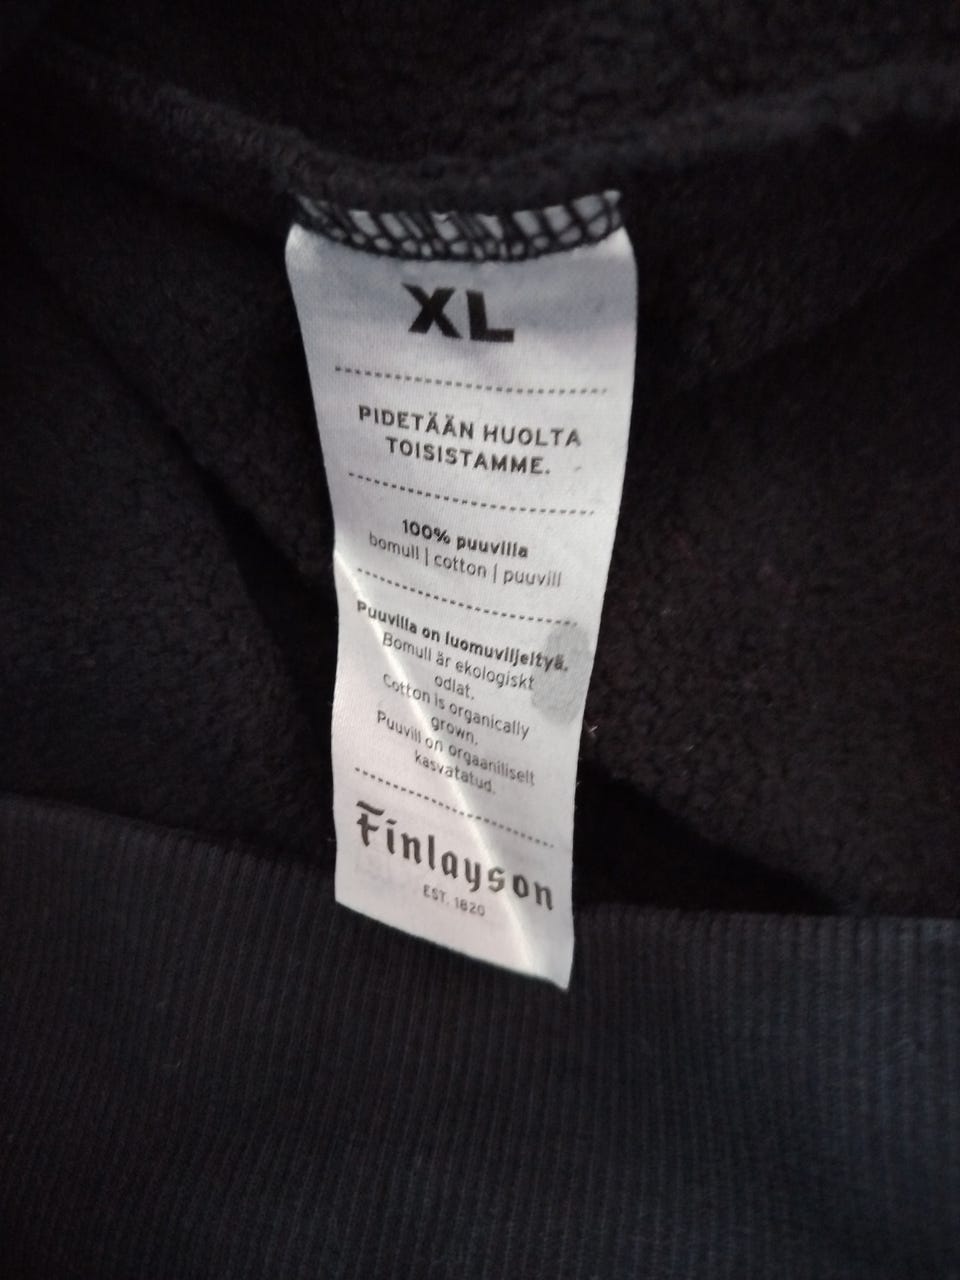 XL
PIDETÄÄN HUOLTA
TOISISTAMME.
100% puuvilla
bomull | cotton | puuvill
Puuvilla on luomuviljeltyä.
Bomull är ekologiskt
odlat.
Cotton is organically
grown.
Puuvill on orgaaniliselt
kasvatatud.
Finlayson
EST. 1820